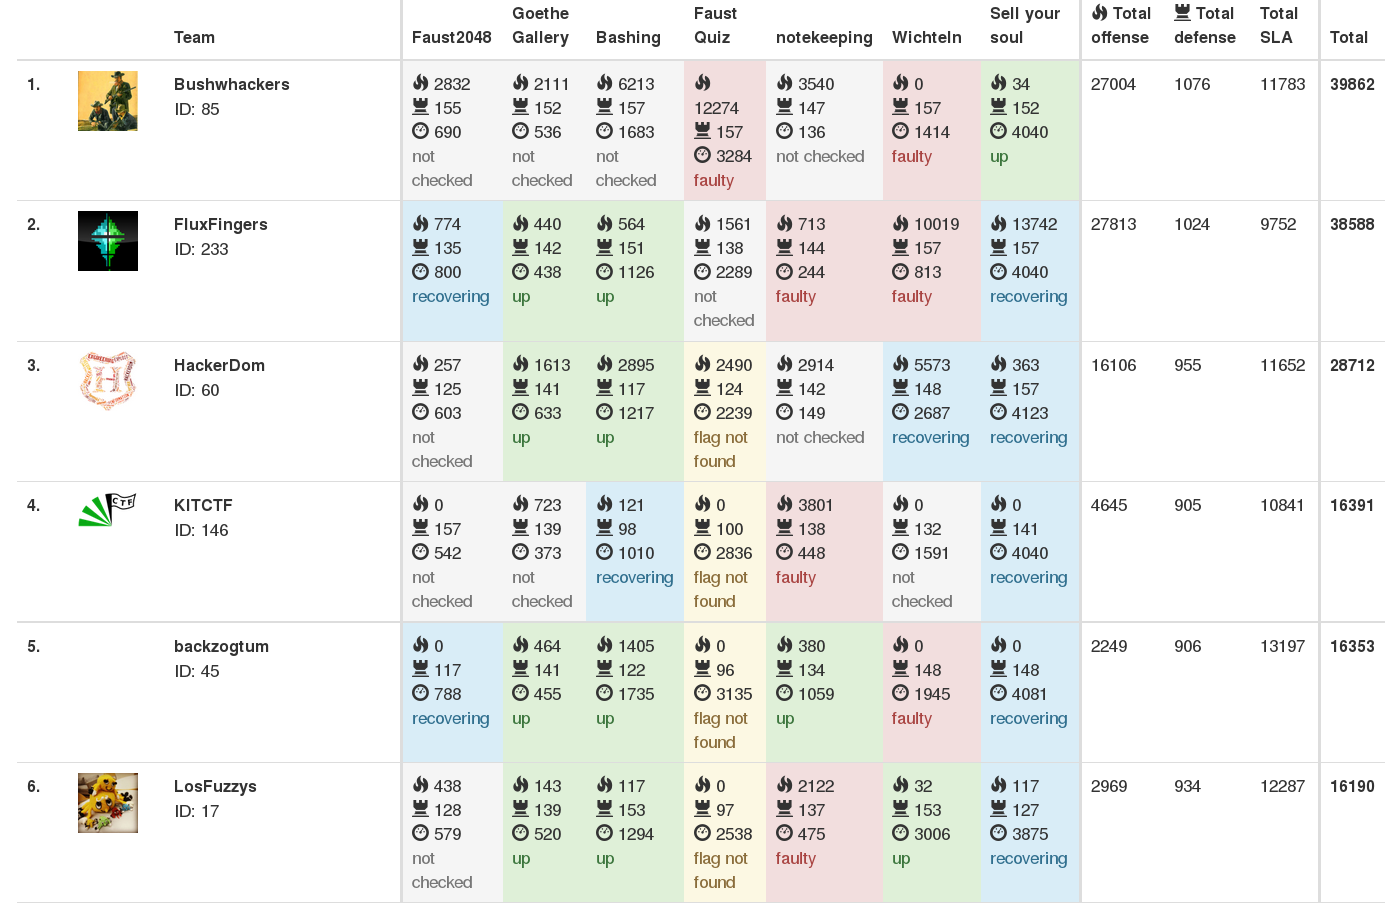 Team
Faust2048
Goethe
Gallery
Bashing
Faust
Quiz
notekeeping
Wichteln
Sell your
soul
Total
offense
Total
defense
Total
SLA
Total
1.
Bushwhackers
ID: 85
2832
155
690
not
checked
2111
152
536
not
checked
6213
157
1683
not
checked
12274
157
3284
faulty
3540
147
136
not checked
0
157
1414
faulty
34
152
4040
up
27004
1076
11783
39862
2.
FluxFingers
ID: 233
774
135
800
recovering
440
142
438
up
564
151
1126
up
1561
138
2289
not
checked
713
144
244
faulty
10019
157
813
faulty
13742
157
4040
recovering
27813
1024
9752
38588
3.
HackerDom
ID: 60
257
125
603
not
checked
1613
141
633
up
2895
117
1217
up
2490
124
2239
flag not
found
2914
142
149
not checked
5573
148
2687
recovering
363
157
4123
recovering
16106
955
11652
28712
4.
CTF
KITCTF
ID: 146
0
157
542
not
checked
723
139
373
not
checked
121
98
1010
recovering
0
100
2836
flag not
found
3801
138
448
faulty
0
132
1591
not
checked
0
141
4040
recovering
4645
905
10841
16391
5.
backzogtum
ID: 45
0
117
788
recovering
464
141
455
up
1405
122
1735
up
0
96
3135
flag not
found
380
134
1059
up
0
148
1945
faulty
0
148
4081
recovering
2249
906
13197
16353
6.
LosFuzzys
ID: 17
438
128
579
not
checked
143
139
520
up
117
153
1294
up
0
97
2538
flag not
found
2122
137
475
faulty
32
153
3006
up
117
127
3875
recovering
2969
934
12287
16190